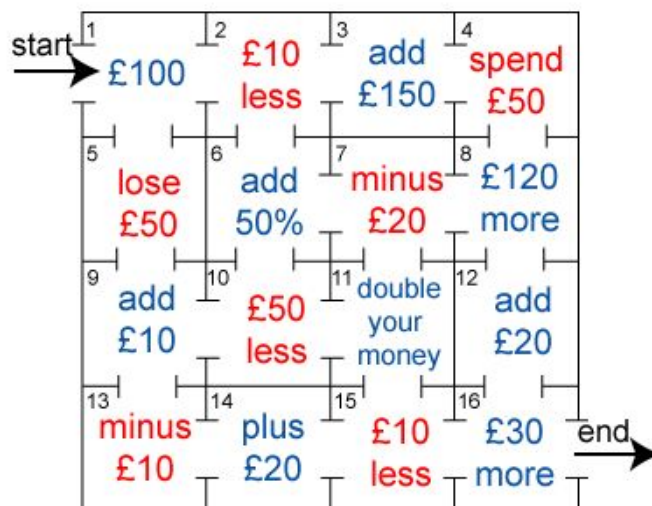 start
1
£100
2
£10
less
3
add
£150
4
spend
£50
5
lose
£50
6
add
50%
7
minus
£20
8
£120
more
9
add
£10
10
£50
less
11
double
your
money
12
add
£20
13
minus
£10
14
plus
£20
15
£10
less
16
£30
more
end